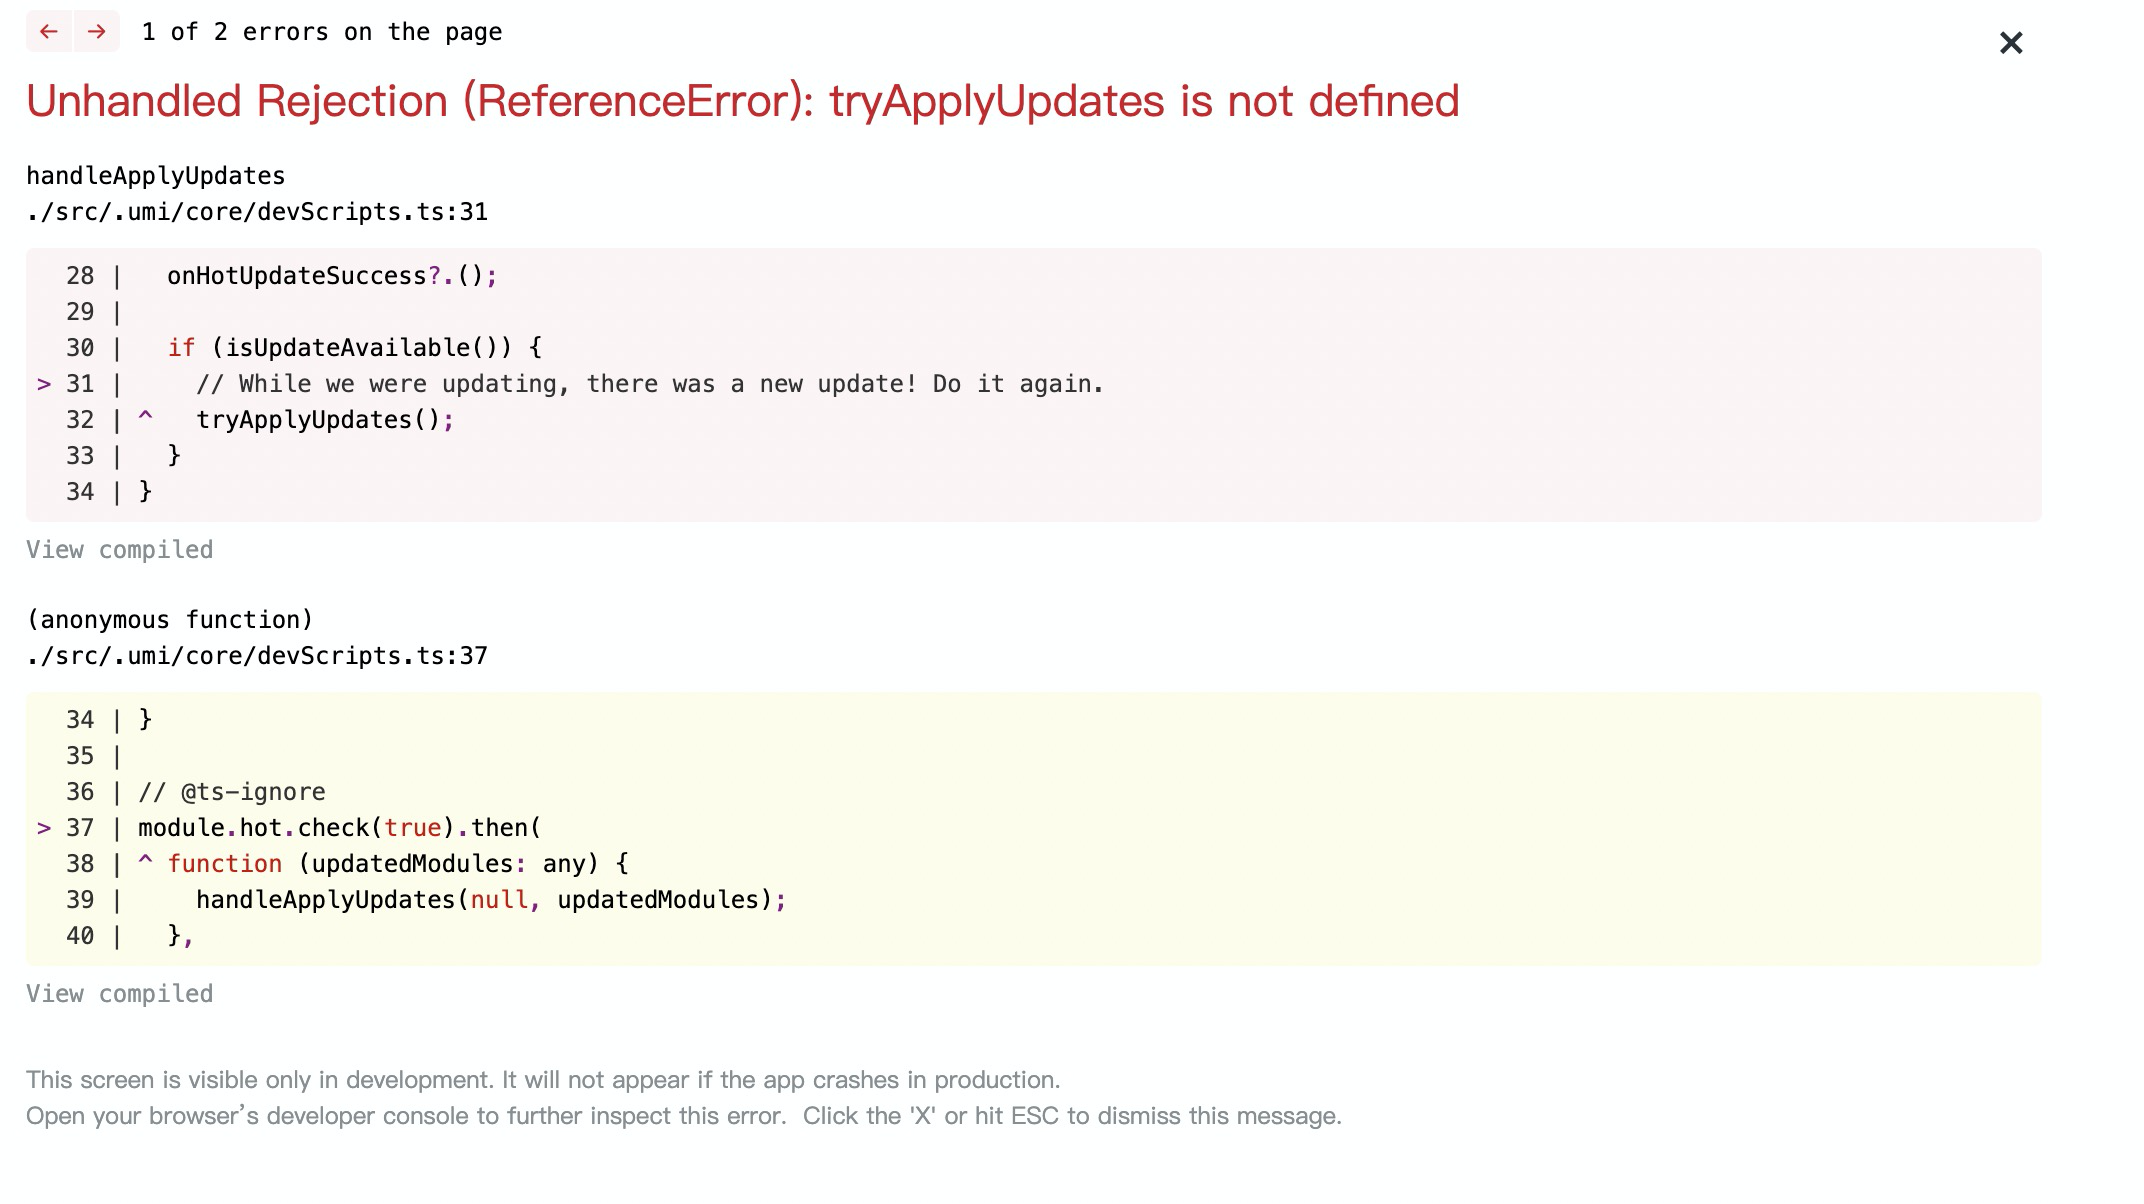 ← → 1 of 2 errors on the page ×
Unhandled Rejection (ReferenceError): tryApplyUpdates is not defined
handleApplyUpdates
./src/.umi/core/devScripts.ts:31
  28 |   onHotUpdateSuccess?.();
  29 |
  30 |   if (isUpdateAvailable()) {
> 31 |     // While we were updating, there was a new update! Do it again.
  32 | ^   tryApplyUpdates();
  33 |   }
  34 | }
View compiled
(anonymous function)
./src/.umi/core/devScripts.ts:37
  34 | }
  35 |
  36 | // @ts-ignore
> 37 | module.hot.check(true).then(
  38 | ^ function (updatedModules: any) {
  39 |     handleApplyUpdates(null, updatedModules);
  40 |   },
View compiled
This screen is visible only in development. It will not appear if the app crashes in production.
Open your browser’s developer console to further inspect this error.  Click the 'X' or hit ESC to dismiss this message.